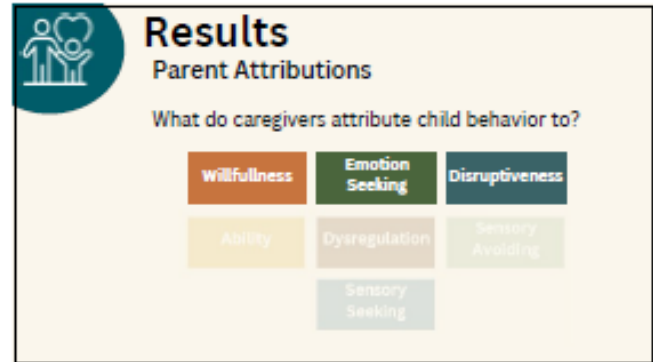 Results
Parent Attributions
What do caregivers attribute child behavior to?
Willfullness
Emotion
Seeking
Disruptiveness
Ability
Dysregulation
Sensory
Avoiding
Sensory
Seeking